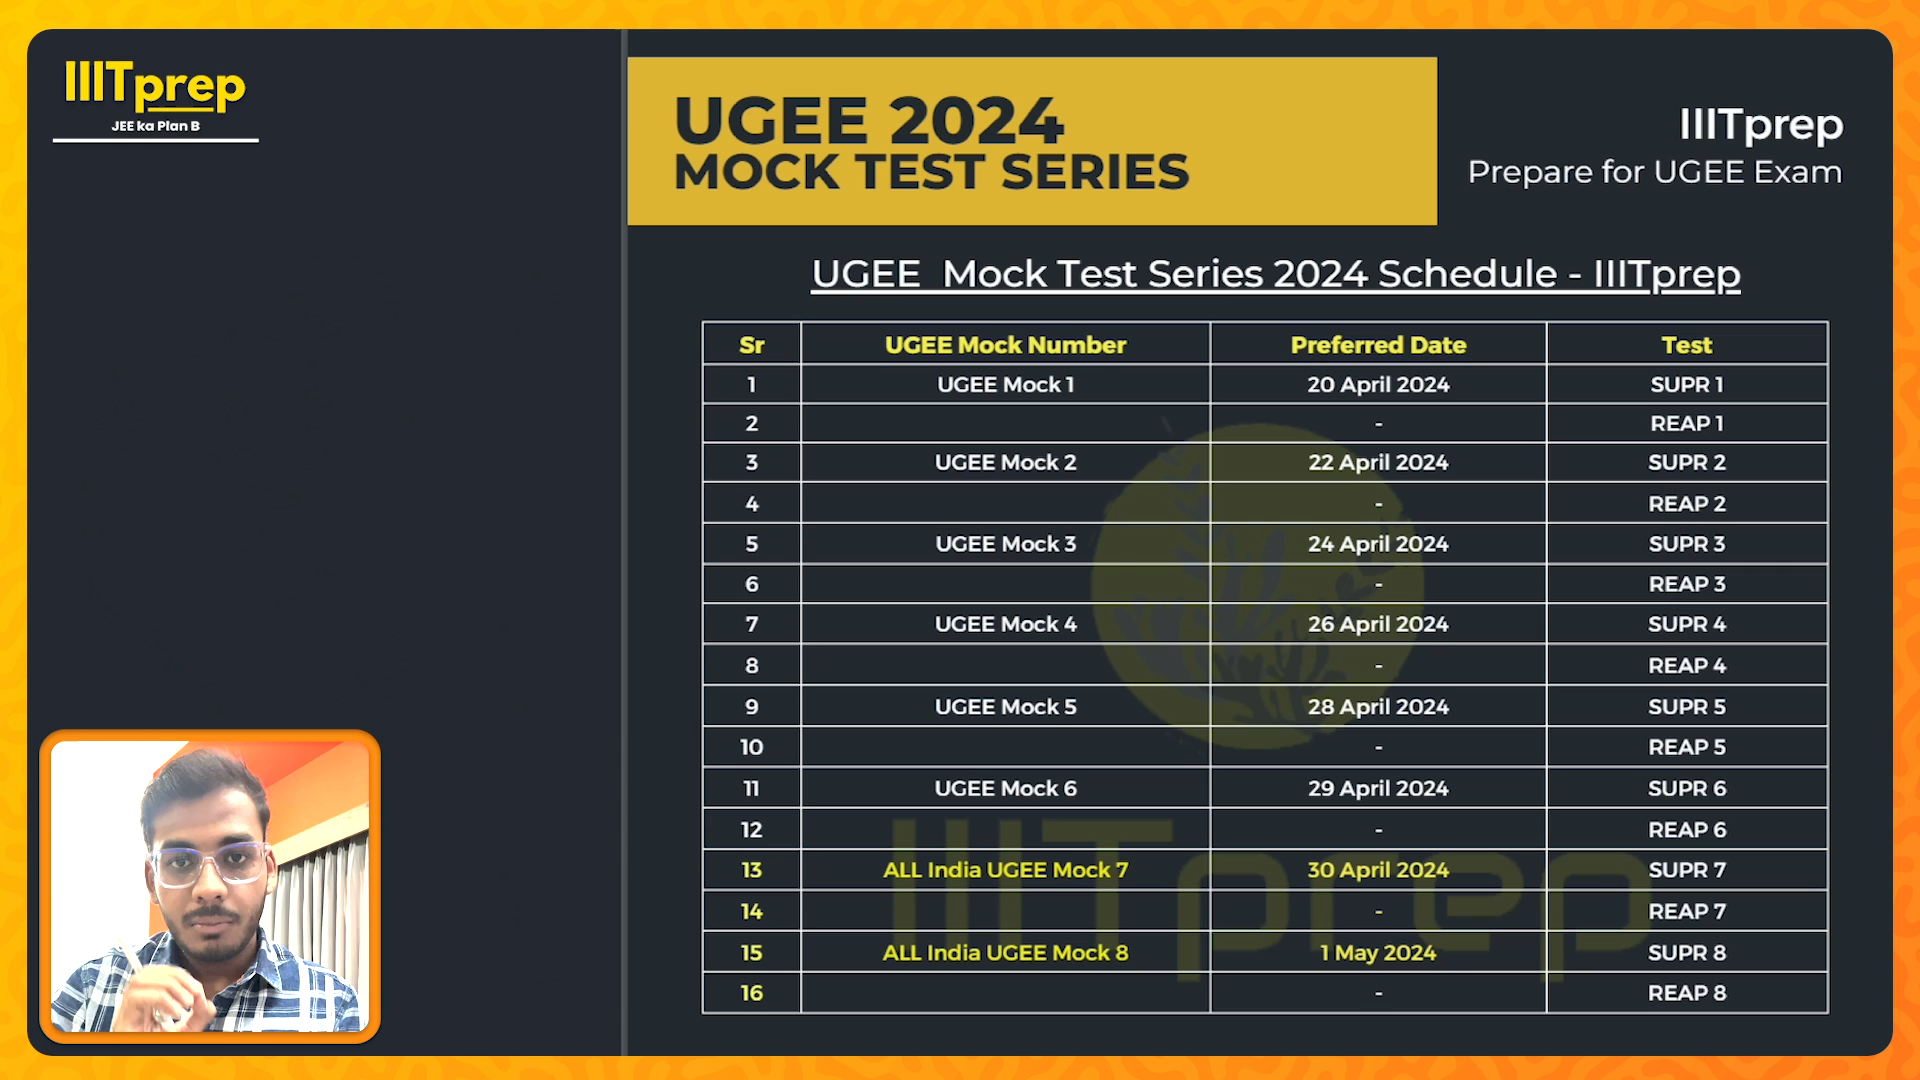 IIITprep
JEE ka Plan B
UGEE 2024
MOCK TEST SERIES
IIITprep
Prepare for UGEE Exam
UGEE Mock Test Series 2024 Schedule - IIITprep
Sr UGEE Mock Number Preferred Date Test
1 UGEE Mock 1 20 April 2024 SUPR 1
2 - REAP 1
3 UGEE Mock 2 22 April 2024 SUPR 2
4 - REAP 2
5 UGEE Mock 3 24 April 2024 SUPR 3
6 - REAP 3
7 UGEE Mock 4 26 April 2024 SUPR 4
8 - REAP 4
9 UGEE Mock 5 28 April 2024 SUPR 5
10 - REAP 5
11 UGEE Mock 6 29 April 2024 SUPR 6
12 - REAP 6
13 ALL India UGEE Mock 7 30 April 2024 SUPR 7
14 - REAP 7
15 ALL India UGEE Mock 8 1 May 2024 SUPR 8
16 - REAP 8
IIITprep